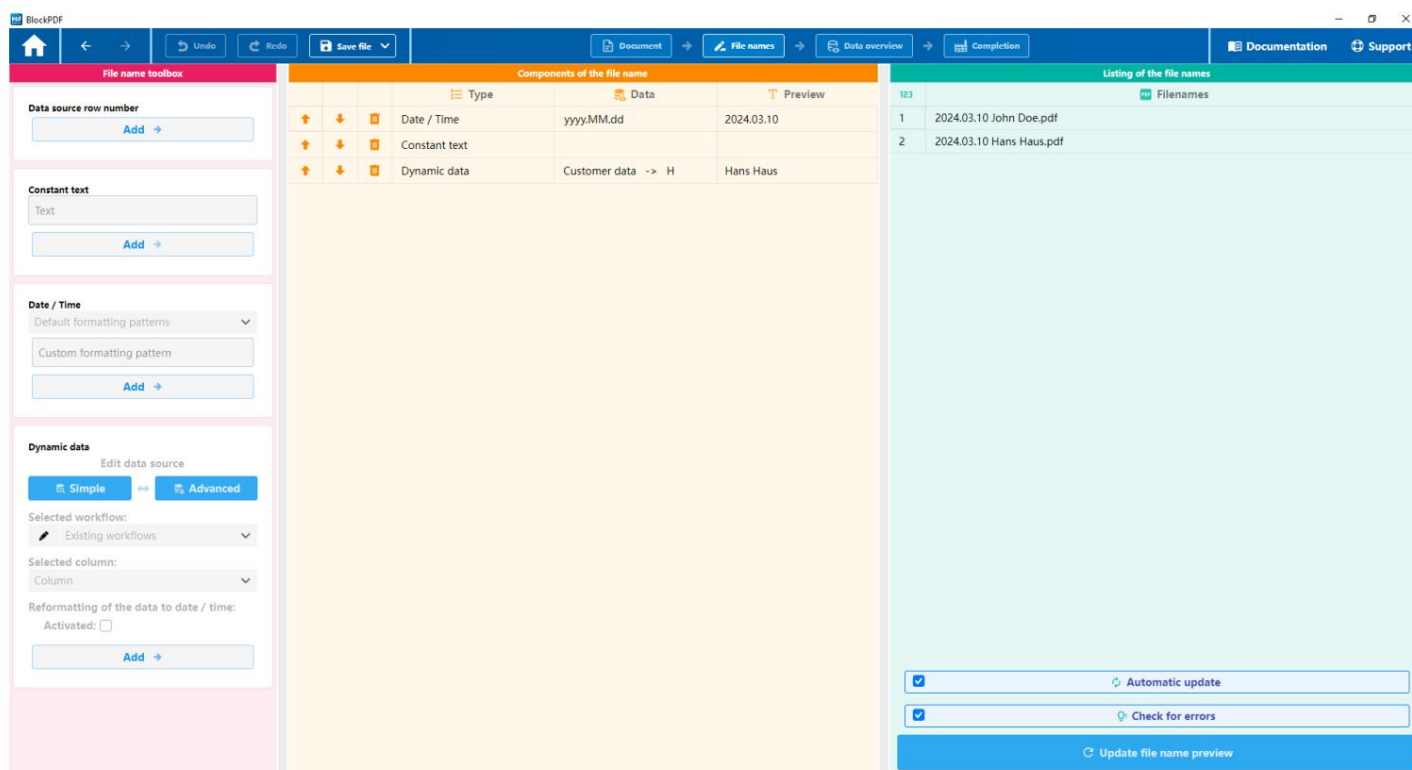 BlockPDF
Undo
Redo
Save file
Document
File names
Data overview
Completion
Documentation
Support
File name toolbox
Data source row number
Add
Constant text
Text
Add
Date / Time
Default formatting patterns
Custom formatting pattern
Add
Dynamic data
Edit data source
Simple
Advanced
Selected workflow:
Existing workflows
Selected column:
Column
Reformatting of the data to date / time:
Activated:
Add
Components of the file name
Type Data Preview
Date / Time yyyy.MM.dd 2024.03.10
Constant text
Dynamic data Customer data -> H Hans Haus
Listing of the file names
123 Filenames
1 2024.03.10 John Doe.pdf
2 2024.03.10 Hans Haus.pdf
Automatic update
Check for errors
Update file name preview